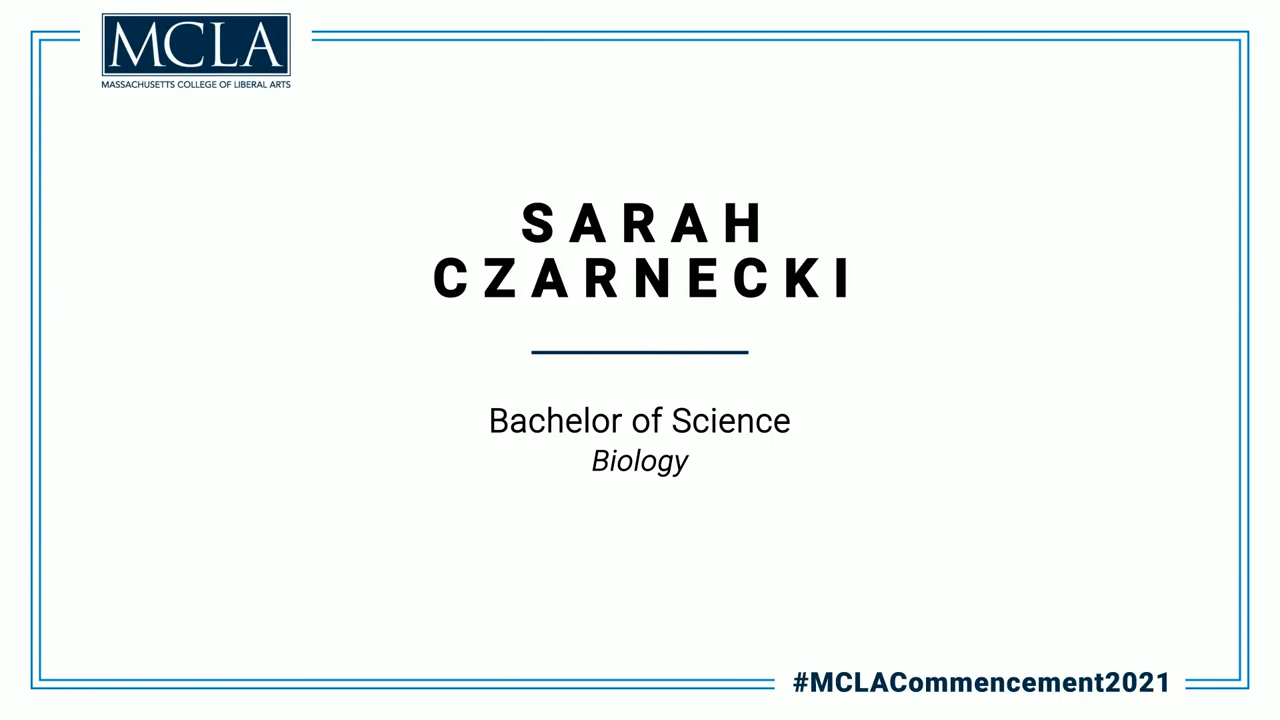 MCLA
MASSACHUSETTS COLLEGE OF LIBERAL ARTS
SARAH
CZARNECKI
Bachelor of Science
Biology
#MCLACommencement2021